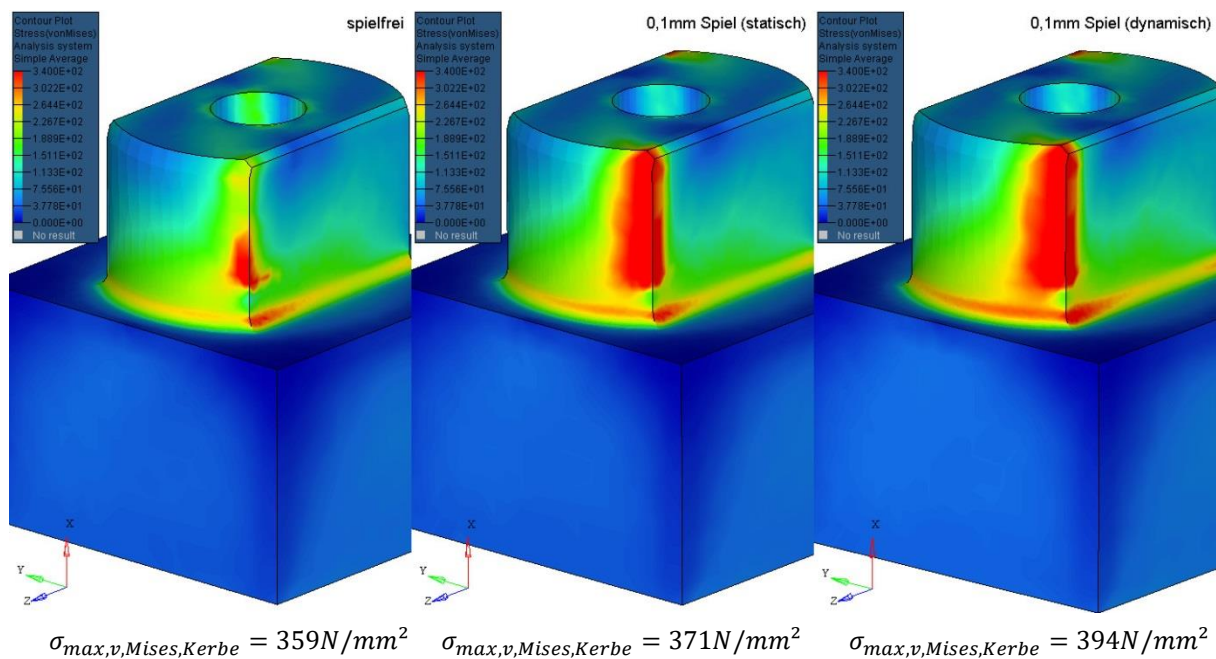 Contour Plot
Stress(vonMises)
Analysis system
Simple Average
3.400E+02
3.022E+02
2.644E+02
2.267E+02
1.889E+02
1.511E+02
1.133E+02
7.556E+01
3.778E+01
0.000E+00
No result
spielfrei
X
Y
Z
σmax,v,Mises,Kerbe = 359N/mm²
Contour Plot
Stress(vonMises)
Analysis system
Simple Average
3.400E+02
3.022E+02
2.644E+02
2.267E+02
1.889E+02
1.511E+02
1.133E+02
7.556E+01
3.778E+01
0.000E+00
No result
0,1mm Spiel (statisch)
X
Y
Z
σmax,v,Mises,Kerbe = 371N/mm²
Contour Plot
Stress(vonMises)
Analysis system
Simple Average
3.400E+02
3.022E+02
2.644E+02
2.267E+02
1.889E+02
1.511E+02
1.133E+02
7.556E+01
3.778E+01
0.000E+00
No result
0,1mm Spiel (dynamisch)
X
Y
Z
σmax,v,Mises,Kerbe = 394N/mm²